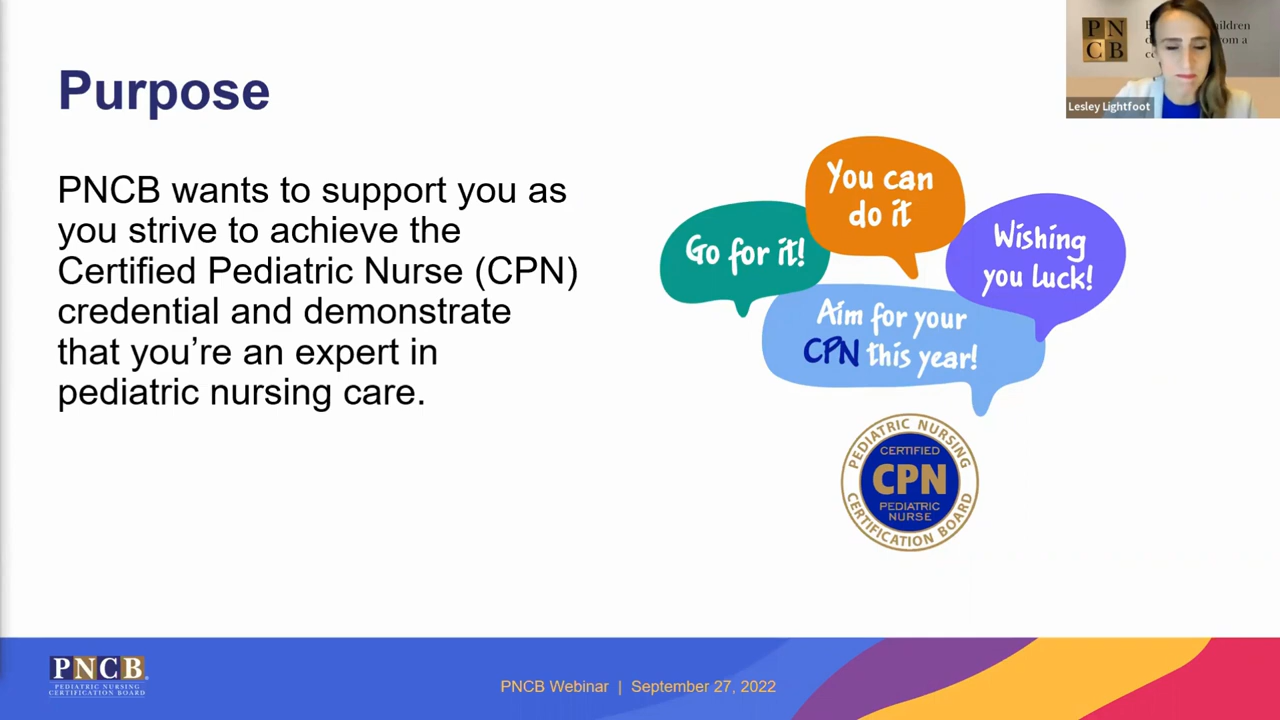 Purpose
PNCB wants to support you as
you strive to achieve the
Certified Pediatric Nurse (CPN)
credential and demonstrate
that you're an expert in
pediatric nursing care.
P N
C B
Lesley Lightfoot
You can
do it
Go for it!
Wishing
you luck!
Aim for your
CPN this year!
PEDIATRIC NURSING
CERTIFIED
CPN
PEDIATRIC
NURSE
CERTIFICATION BOARD
PNCB®
PEDIATRIC NURSING
CERTIFICATION BOARD
PNCB Webinar | September 27, 2022